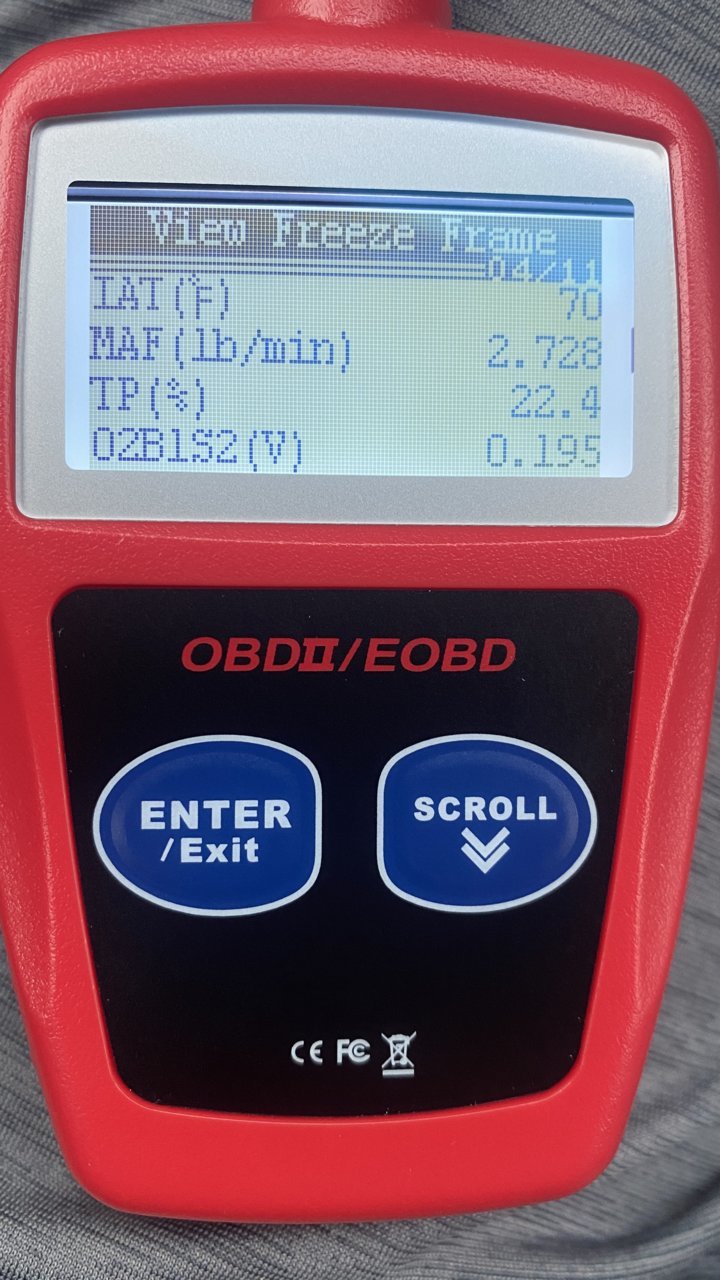 View Freeze Frame
04/11
IAT(°F) 70
MAF(lb/min) 2.728
TP(%) 22.4
O2B1S2(V) 0.195
OBDII/EOBD
ENTER
/Exit
SCROLL
CE FC